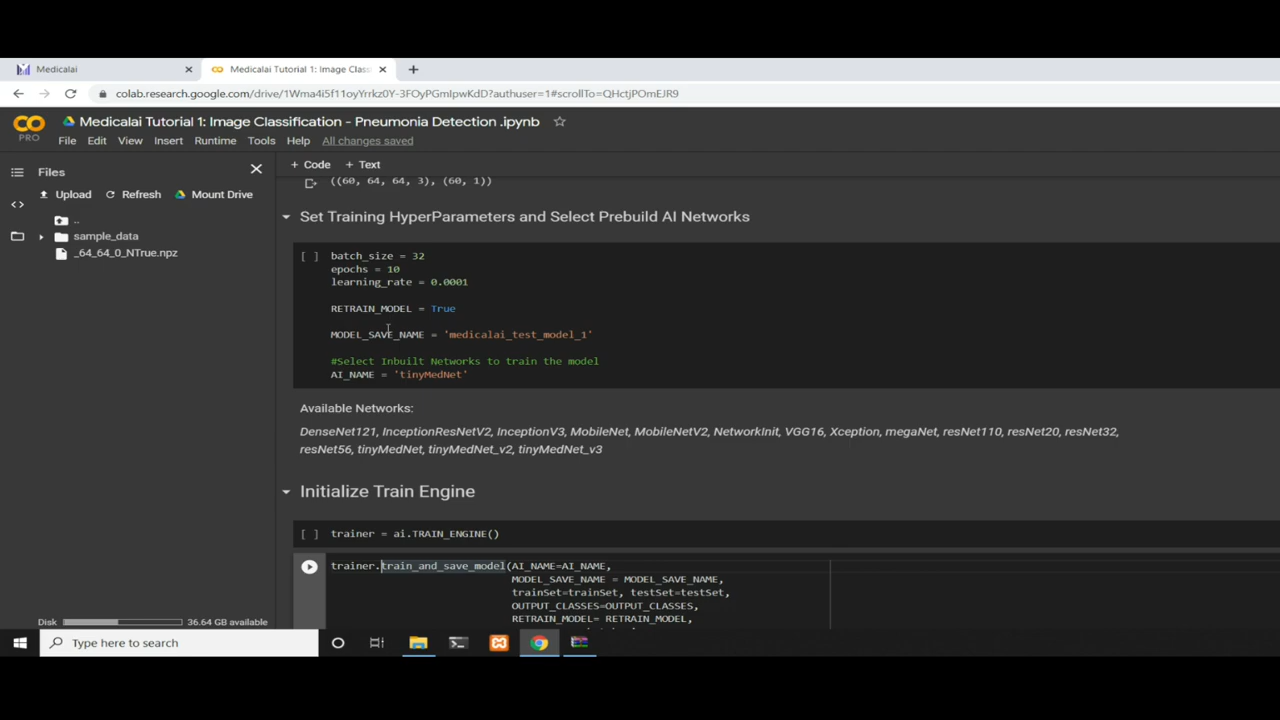 Medicalai
Medicalai Tutorial 1: Image Clas
colab.research.google.com/drive/1Wma4i5f11oyYrrkz0Y-3FOyPGmIpwKdD?authuser=1#scrollTo=QHctjPOmEJR9
PRO
Medicalai Tutorial 1: Image Classification - Pneumonia Detection .ipynb
File Edit View Insert Runtime Tools Help All changes saved
Files
+ Code + Text
Upload Refresh Mount Drive
..
sample_data
_64_64_0_NTrue.npz
((60, 64, 64, 3), (60, 1))
Set Training HyperParameters and Select Prebuild AI Networks
[ ] batch_size = 32
epochs = 10
learning_rate = 0.0001
RETRAIN_MODEL = True
MODEL_SAVE_NAME = 'medicalai_test_model_1'
#Select Inbuilt Networks to train the model
AI_NAME = 'tinyMedNet'
Available Networks:
DenseNet121, InceptionResNetV2, InceptionV3, MobileNet, MobileNetV2, NetworkInit, VGG16, Xception, megaNet, resNet110, resNet20, resNet32,
resNet56, tinyMedNet, tinyMedNet_v2, tinyMedNet_v3
Initialize Train Engine
[ ] trainer = ai.TRAIN_ENGINE()
trainer.train_and_save_model(AI_NAME=AI_NAME,
MODEL_SAVE_NAME = MODEL_SAVE_NAME,
trainSet=trainSet, testSet=testSet,
OUTPUT_CLASSES=OUTPUT_CLASSES,
RETRAIN_MODEL= RETRAIN_MODEL,
Disk 36.64 GB available
Type here to search